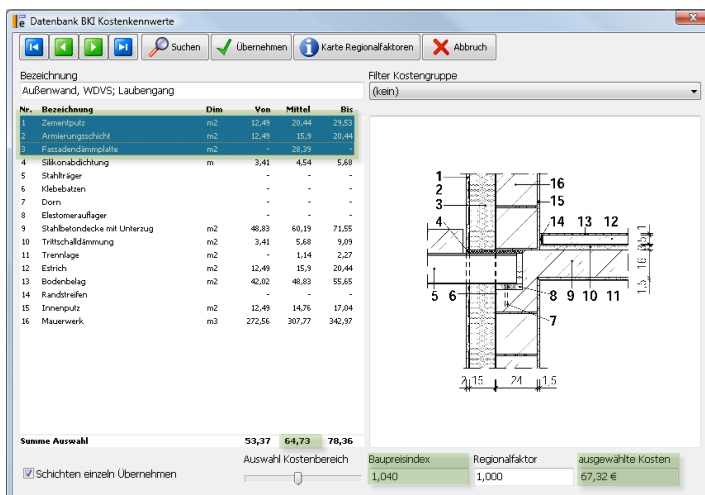 Datenbank BKI Kostenkennwerte
Suchen Übernehmen Karte Regionalfaktoren Abbruch
Bezeichnung
Außenwand, WDVS; Laubengang
Filter Kostengruppe
(kein)
Nr. Bezeichnung Dim Von Mittel Bis
1 Zementputz m2 12,49 20,44 29,53
2 Armierungsschicht m2 12,49 15,9 20,44
3 Fassadendämmplatte m2 - 28,39 -
4 Silikonabdichtung m 3,41 4,54 5,68
5 Stahlträger - - -
6 Klebebatzen - - -
7 Dorn - - -
8 Elestomerauflager - - -
9 Stahlbetondecke mit Unterzug m2 48,83 60,19 71,55
10 Trittschalldämmung m2 3,41 5,68 9,09
11 Trennlage m2 - 1,14 2,27
12 Estrich m2 12,49 15,9 20,44
13 Bodenbelag m2 42,02 48,83 55,65
14 Randstreifen - - -
15 Innenputz m2 12,49 14,76 17,04
16 Mauerwerk m3 272,56 307,77 342,97
Summe Auswahl 53,37 64,73 78,36
1 16
2
3 15
4 14 13 12
5 6 8 9 10 11
7
2 15 24 1,5
1,5 16
Schichten einzeln Übernehmen
Auswahl Kostenbereich
Baupreisindex
1,040
Regionalfaktor
1,000
ausgewählte Kosten
67,32 €